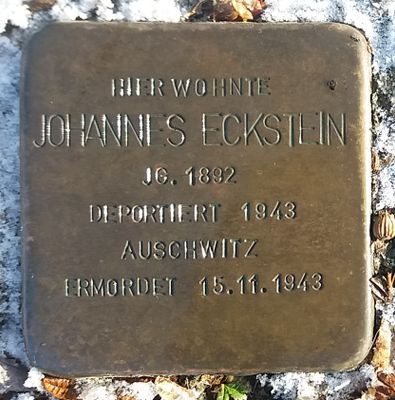 HIER WOHNTE
JOHANNES ECKSTEIN
JG. 1892
DEPORTIERT 1943
AUSCHWITZ
ERMORDET 15.11.1943